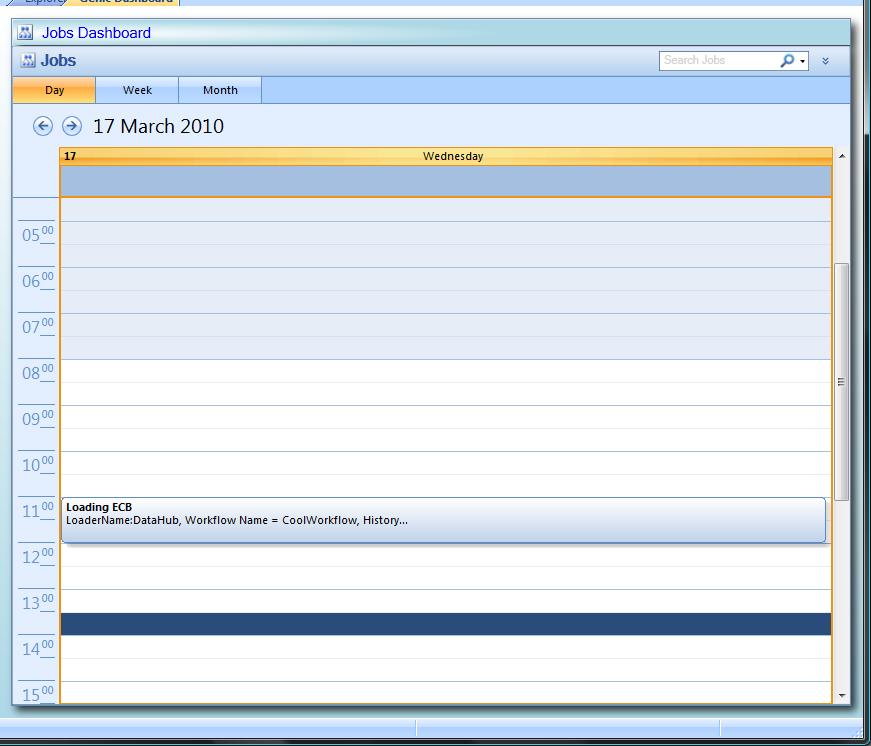 Explorer
Genie Dashboard
Jobs Dashboard
Jobs
Search Jobs
Day
Week
Month
17 March 2010
17
Wednesday
05 00
06 00
07 00
08 00
09 00
10 00
11 00
Loading ECB
LoaderName:DataHub, Workflow Name = CoolWorkflow, History...
12 00
13 00
14 00
15 00